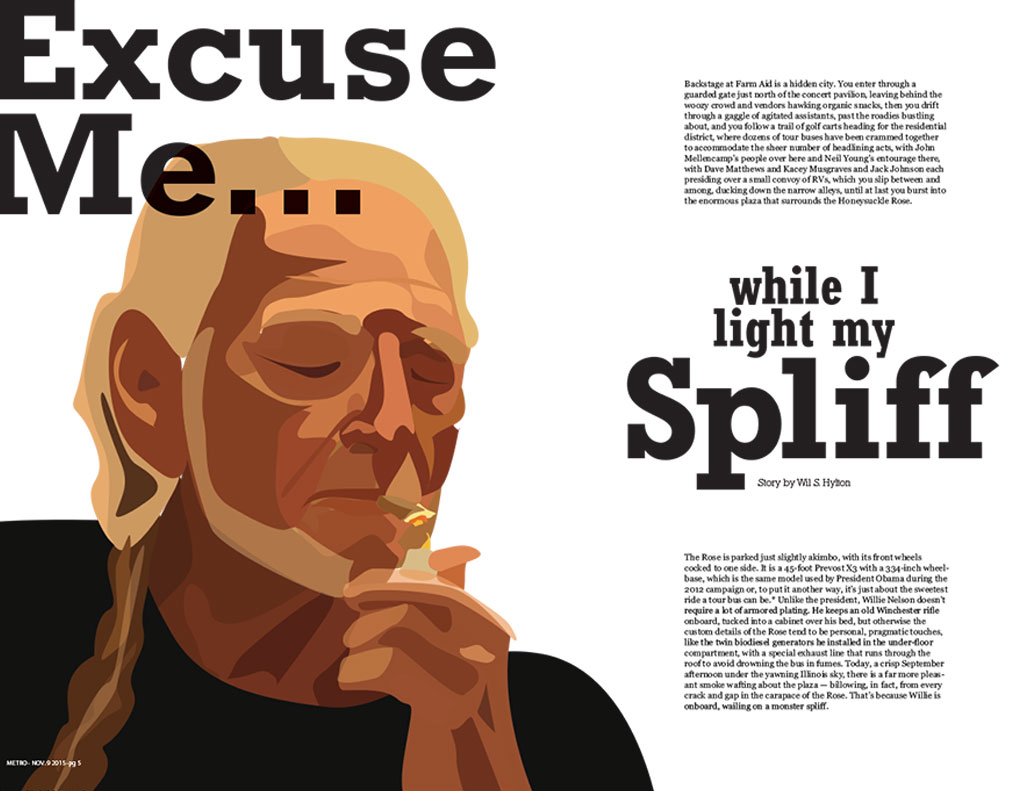 Excuse
Me...
Backstage at Farm Aid is a hidden city. You enter through a
guarded gate just north of the concert pavilion, leaving behind the
woozy crowd and vendors hawking organic snacks, then you drift
through a gaggle of agitated assistants, past the roadies bustling
about, and you follow a trail of golf carts heading for the residential
district, where dozens of tour buses have been crammed together
to accommodate the sheer number of headlining acts, with John
Mellencamp's people over here and Neil Young's entourage there,
with Dave Matthews and Kacey Musgraves and Jack Johnson each
presiding over a small convoy of RVs, which you slip between and
among, ducking down the narrow alleys, until at last you burst into
the enormous plaza that surrounds the Honeysuckle Rose.
while I
light my
Spliff
Story by Wil S. Hylton
The Rose is parked just slightly akimbo, with its front wheels
cocked to one side. It is a 45-foot Prevost X3 with a 334-inch wheel-
base, which is the same model used by President Obama during the
2012 campaign or, to put it another way, it's just about the sweetest
ride a tour bus can be.* Unlike the president, Willie Nelson doesn't
require a lot of armored plating. He keeps an old Winchester rifle
onboard, tucked into a cabinet over his bed, but otherwise the
custom details of the Rose tend to be personal, pragmatic touches,
like the twin biodiesel generators he installed in the under-floor
compartment, with a special exhaust line that runs through the
roof to avoid drowning the bus in fumes. Today, a crisp September
afternoon under the yawning Illinois sky, there is a far more pleas-
ant smoke wafting about the plaza — billowing, in fact, from every
crack and gap in the carapace of the Rose. That's because Willie is
onboard, wailing on a monster spliff.
METRO- NOV. 9 2015-pg 5